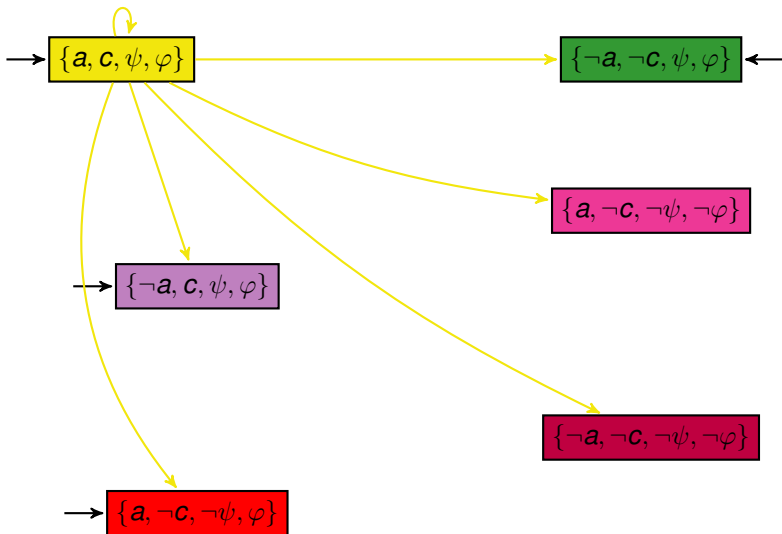 {a, c, ψ, φ}
{¬a, ¬c, ψ, φ}
{a, ¬c, ¬ψ, ¬φ}
{¬a, c, ψ, φ}
{¬a, ¬c, ¬ψ, ¬φ}
{a, ¬c, ¬ψ, φ}